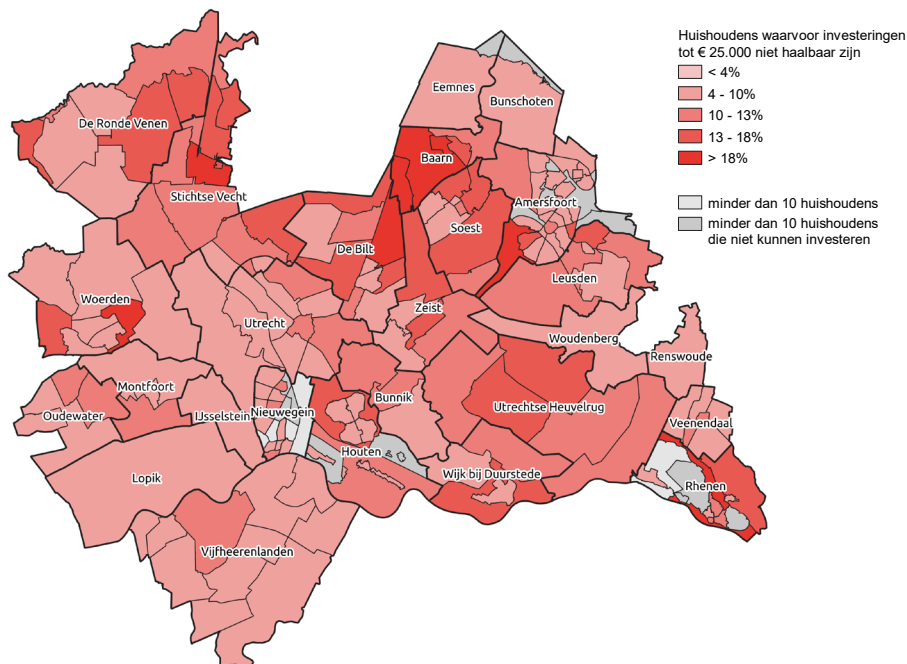 Huishoudens waarvoor investeringen
tot € 25.000 niet haalbaar zijn
< 4%
4 - 10%
10 - 13%
13 - 18%
> 18%
minder dan 10 huishoudens
minder dan 10 huishoudens
die niet kunnen investeren
Eemnes
Bunschoten
De Ronde Venen
Baarn
Stichtse Vecht
Amersfoort
Soest
De Bilt
Leusden
Woerden
Zeist
Utrecht
Woudenberg
Renswoude
Montfoort
Bunnik
Utrechtse Heuvelrug
Oudewater
IJsselstein
Nieuwegein
Veenendaal
Houten
Wijk bij Duurstede
Lopik
Rhenen
Vijfheerenlanden